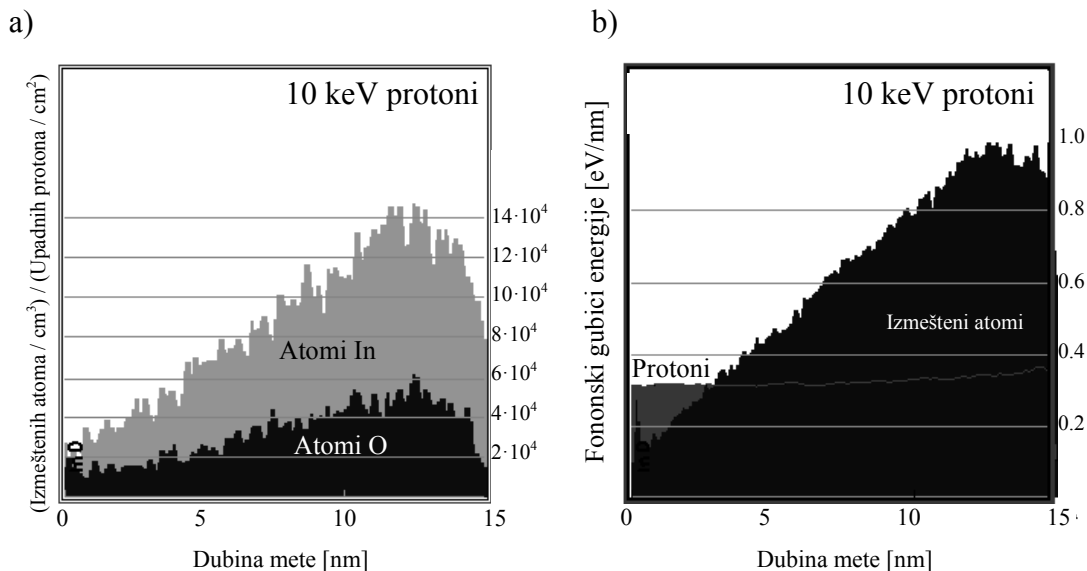 a)
10 keV protoni
(Izmeštenih atoma / cm³) / (Upadnih protona / cm²)
14·10⁴
12·10⁴
10·10⁴
8·10⁴
6·10⁴
4·10⁴
2·10⁴
Atomi In
Atomi O
0
5
10
15
Dubina mete [nm]
b)
10 keV protoni
Fononski gubici energije [eV/nm]
1.0
0.8
0.6
0.4
0.2
Izmešteni atomi
Protoni
0
5
10
15
Dubina mete [nm]